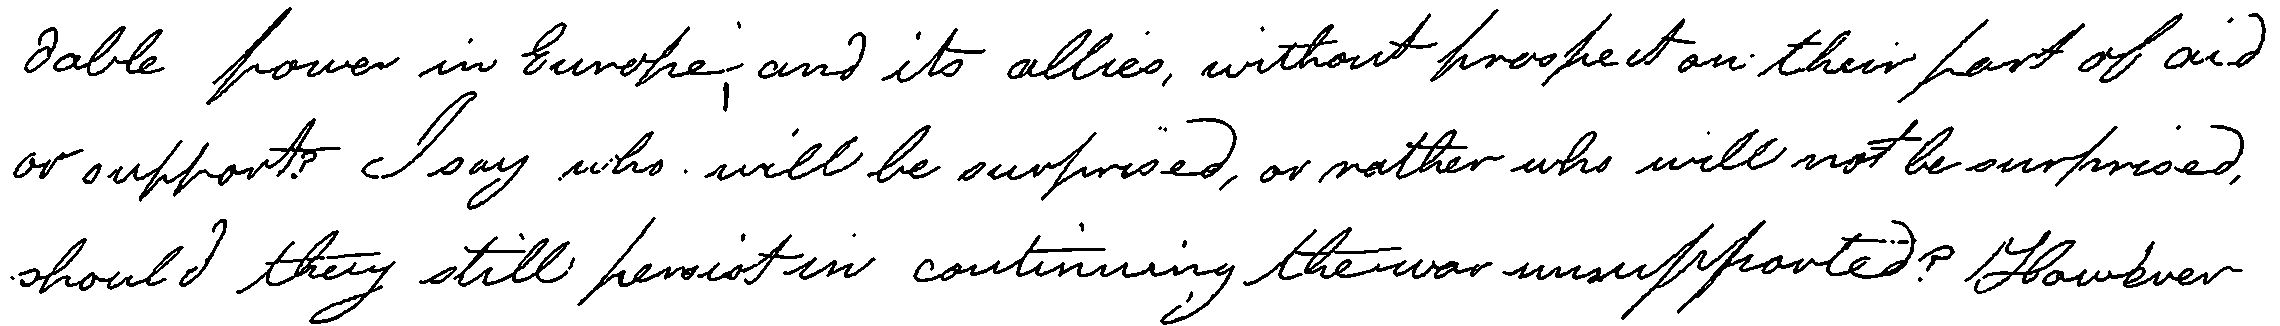 dable power in Europe, and its allies, without prospect on their part of aid
or support? I say who will be surprised, or rather who will not be surprised,
should they still persist in continuing the war unsupported? However